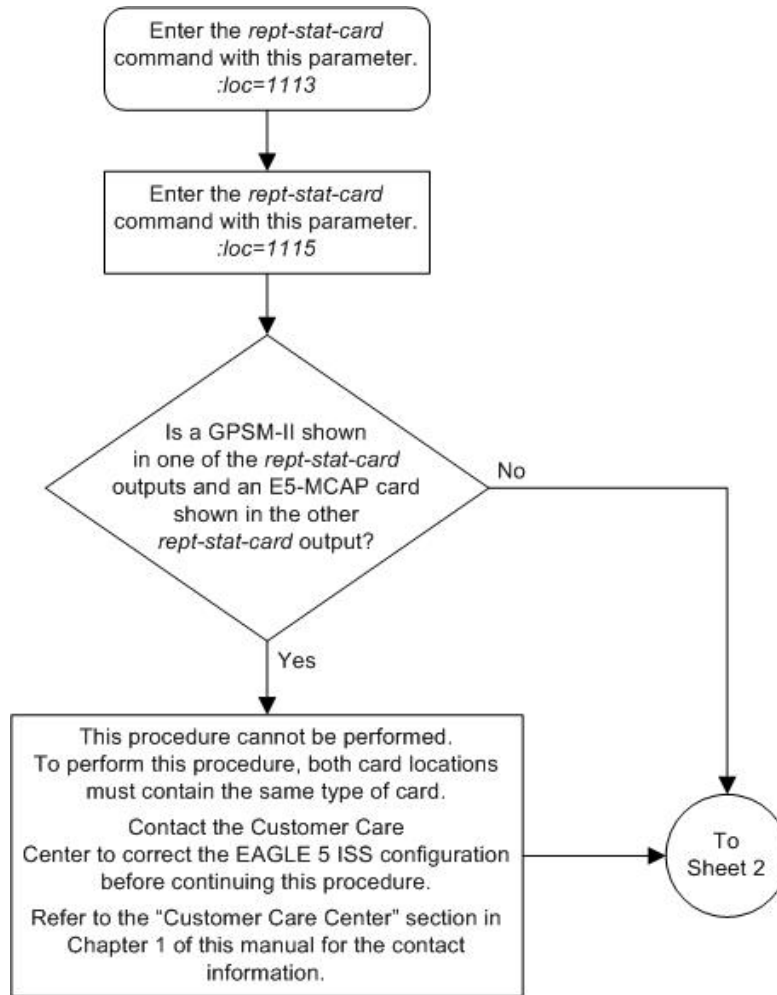 Enter the rept-stat-card
command with this parameter.
:loc=1113
Enter the rept-stat-card
command with this parameter.
:loc=1115
Is a GPSM-II shown
in one of the rept-stat-card
outputs and an E5-MCAP card
shown in the other
rept-stat-card output?
No
Yes
This procedure cannot be performed.
To perform this procedure, both card locations
must contain the same type of card.
Contact the Customer Care
Center to correct the EAGLE 5 ISS configuration
before continuing this procedure.
Refer to the “Customer Care Center” section in
Chapter 1 of this manual for the contact
information.
To
Sheet 2